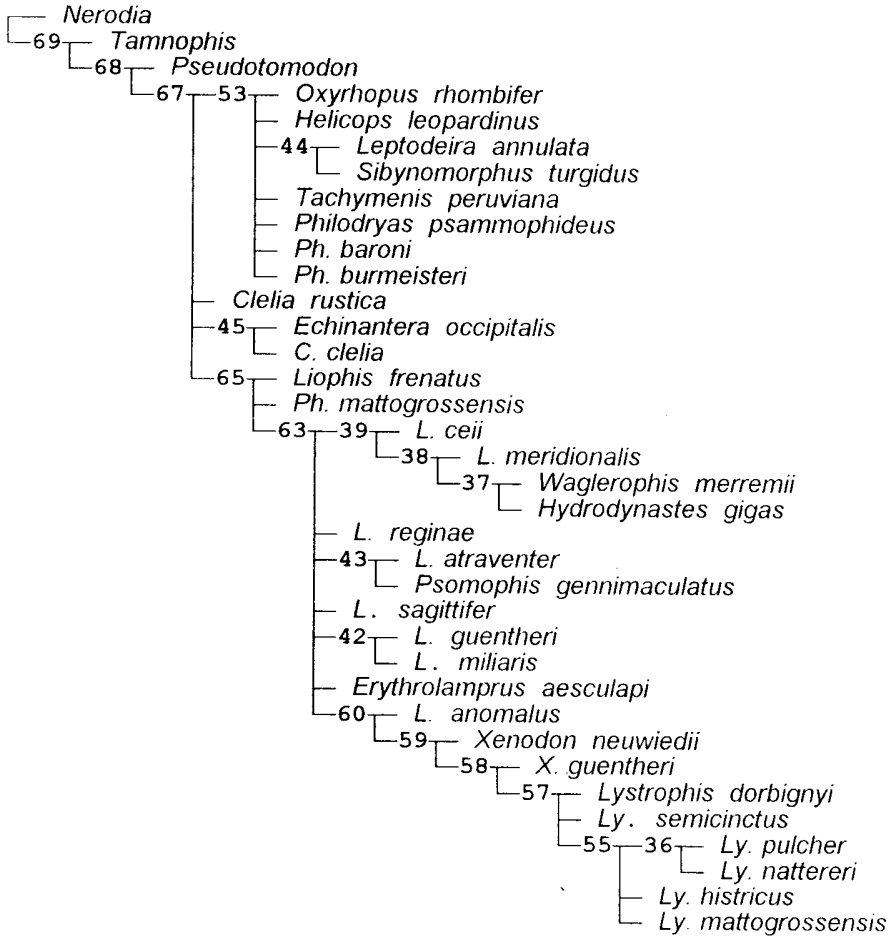 Nerodia
69 Tamnophis
68 Pseudotomodon
67 53 Oxyrhopus rhombifer
Helicops leopardinus
44 Leptodeira annulata
Sibynomorphus turgidus
Tachymenis peruviana
Philodryas psammophideus
Ph. baroni
Ph. burmeisteri
Clelia rustica
45 Echinantera occipitalis
C. clelia
65 Liophis frenatus
Ph. mattogrossensis
63 39 L. ceii
38 L. meridionalis
37 Waglerophis merremii
Hydrodynastes gigas
L. reginae
43 L. atraventer
Psomophis gennimaculatus
L. sagittifer
42 L. guentheri
L. miliaris
Erythrolamprus aesculapi
60 L. anomalus
59 Xenodon neuwiedii
58 X. guentheri
57 Lystrophis dorbignyi
Ly. semicinctus
55 36 Ly. pulcher
Ly. nattereri
Ly. histricus
Ly. mattogrossensis